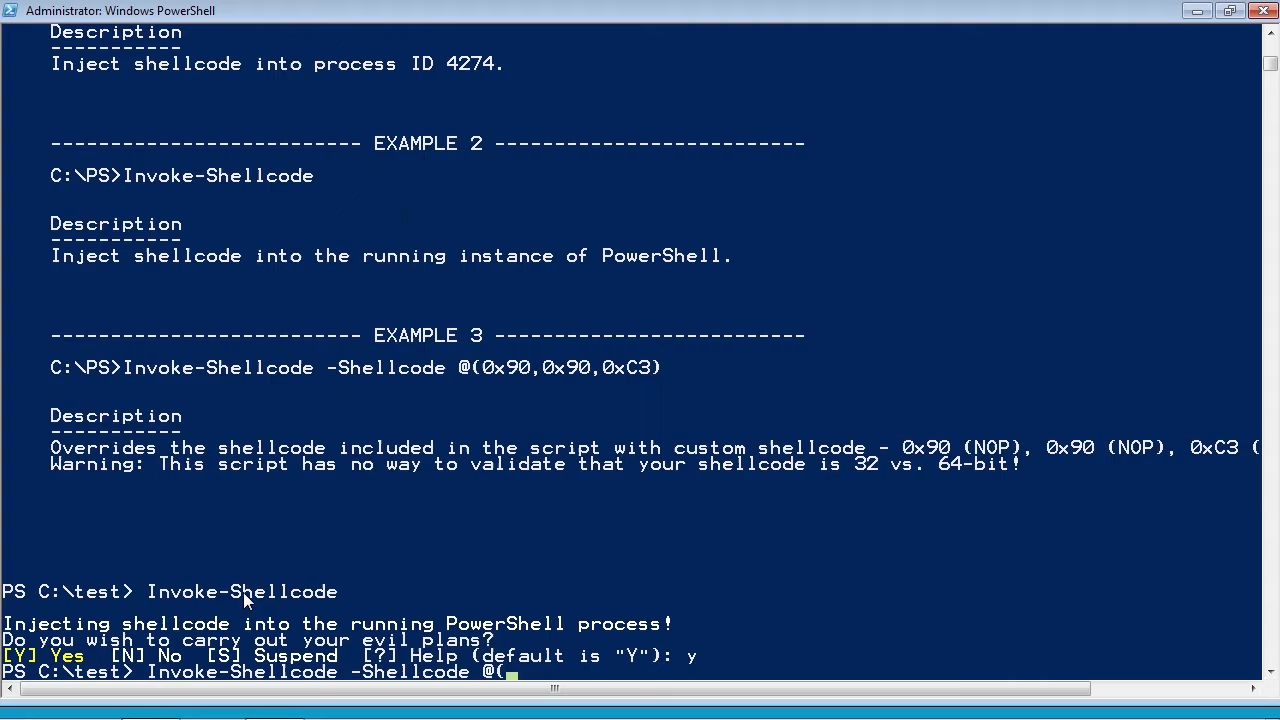 Administrator: Windows PowerShell
Description
-----------
Inject shellcode into process ID 4274.
-------------------------- EXAMPLE 2 --------------------------
C:\PS>Invoke-Shellcode
Description
-----------
Inject shellcode into the running instance of PowerShell.
-------------------------- EXAMPLE 3 --------------------------
C:\PS>Invoke-Shellcode -Shellcode @(0x90,0x90,0xC3)
Description
-----------
Overrides the shellcode included in the script with custom shellcode - 0x90 (NOP), 0x90 (NOP), 0xC3 (
Warning: This script has no way to validate that your shellcode is 32 vs. 64-bit!
PS C:\test> Invoke-Shellcode
Injecting shellcode into the running PowerShell process!
Do you wish to carry out your evil plans?
[Y] Yes  [N] No  [S] Suspend  [?] Help (default is "Y"): y
PS C:\test> Invoke-Shellcode -Shellcode @(